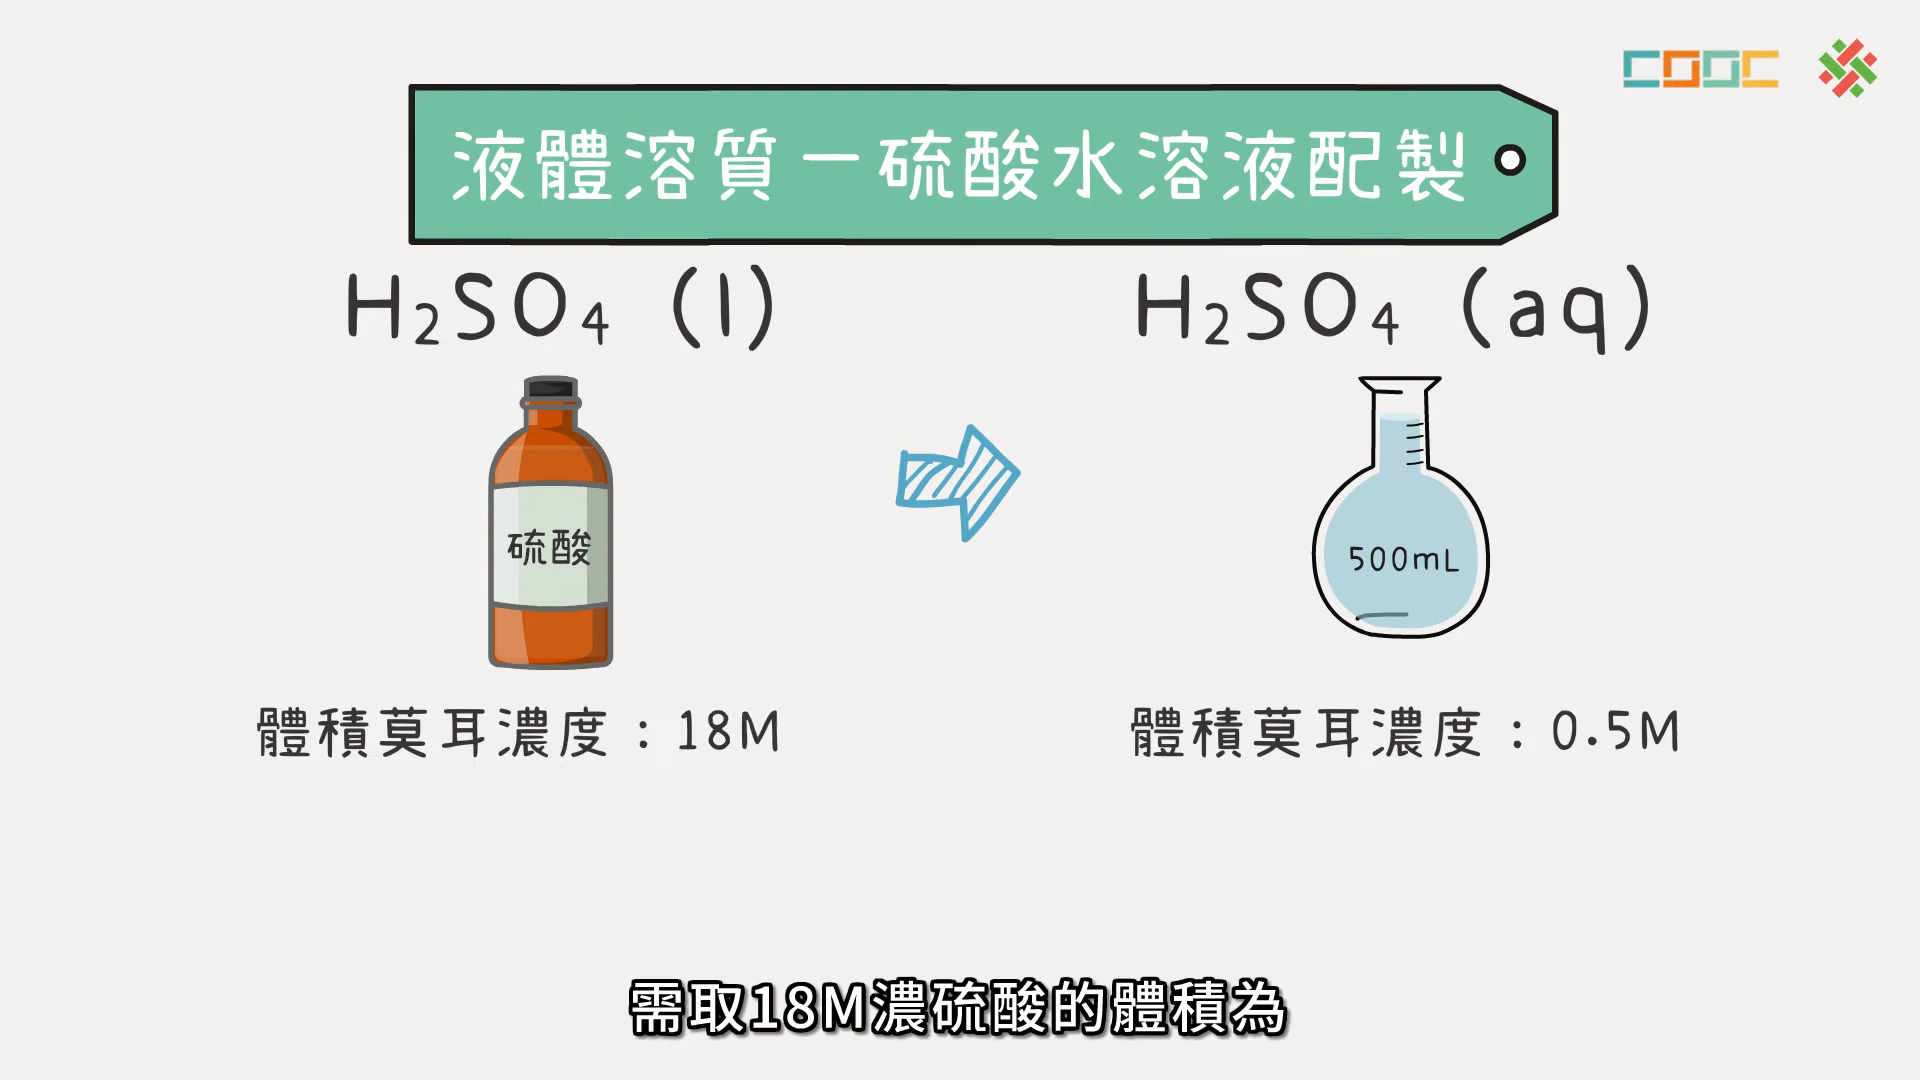 COOC
液體溶質－硫酸水溶液配製
H₂SO₄ (l)
H₂SO₄ (aq)
硫酸
500mL
體積莫耳濃度：18M
體積莫耳濃度：0.5M
需取18M濃硫酸的體積為